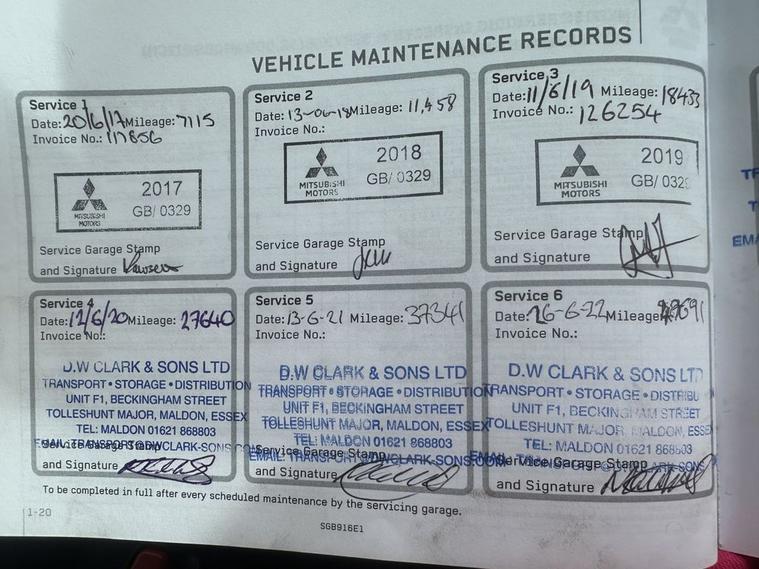 VEHICLE MAINTENANCE RECORDS
Service 1
Date: 20/6/17 Mileage: 7115
Invoice No.: 117856
MITSUBISHI MOTORS
2017
GB/ 0329
Service Garage Stamp
and Signature
Service 2
Date: 13-06-18 Mileage: 11,458
Invoice No.:
MITSUBISHI MOTORS
2018
GB/ 0329
Service Garage Stamp
and Signature
Service 3
Date: 11/6/19 Mileage: 18433
Invoice No.: 126254
MITSUBISHI MOTORS
2019
GB/ 0329
Service Garage Stamp
and Signature
Service 4
Date: 12/6/20 Mileage: 27640
Invoice No.:
D.W CLARK & SONS LTD
TRANSPORT • STORAGE • DISTRIBUTION
UNIT F1, BECKINGHAM STREET
TOLLESHUNT MAJOR, MALDON, ESSEX
TEL: MALDON 01621 868803
Service Garage Stamp
and Signature
Service 5
Date: 13-6-21 Mileage: 37341
Invoice No.:
D.W CLARK & SONS LTD
TRANSPORT • STORAGE • DISTRIBUTION
UNIT F1, BECKINGHAM STREET
TOLLESHUNT MAJOR, MALDON, ESSEX
TEL: MALDON 01621 868803
Service Garage Stamp
and Signature
Service 6
Date: 26-6-22 Mileage:
Invoice No.:
D.W CLARK & SONS LTD
TRANSPORT • STORAGE • DISTRIBU
UNIT F1, BECKINGHAM STREET
TOLLESHUNT MAJOR, MALDON, ESSE
TEL: MALDON 01621 868803
Service Garage Stamp
and Signature
To be completed in full after every scheduled maintenance by the servicing garage.
1-20
SGB916E1